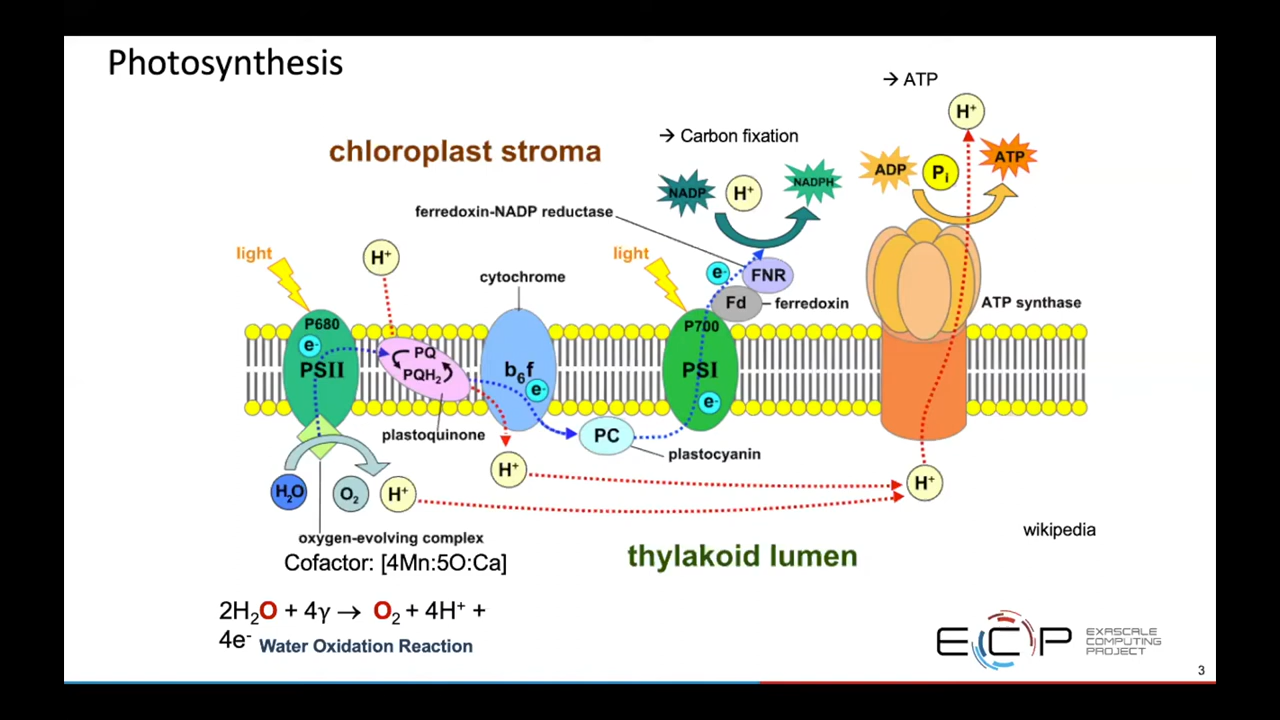 Photosynthesis
→ ATP
H⁺
→ Carbon fixation
chloroplast stroma
ADP
Pᵢ
ATP
NADP
H⁺
NADPH
ferredoxin-NADP reductase
light
H⁺
light
cytochrome
e⁻
FNR
Fd
ferredoxin
ATP synthase
P680
e⁻
PSII
PQ
PQH₂
b₆f
e⁻
P700
PSI
e⁻
plastoquinone
PC
plastocyanin
H₂O
O₂
H⁺
H⁺
H⁺
oxygen-evolving complex
Cofactor: [4Mn:5O:Ca]
thylakoid lumen
wikipedia
2H₂O + 4γ → O₂ + 4H⁺ +
4e⁻ Water Oxidation Reaction
ECP
EXASCALE
COMPUTING
PROJECT
3